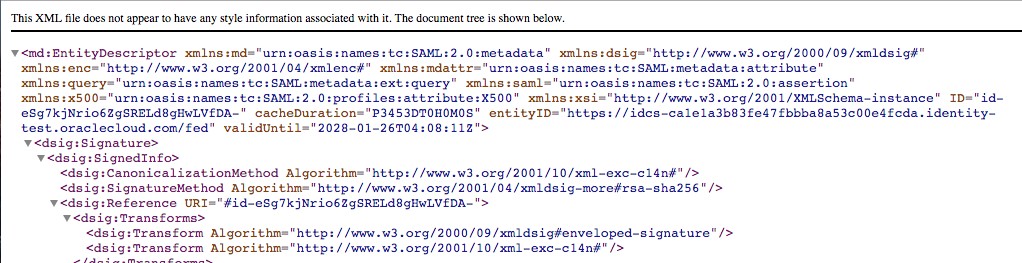 This XML file does not appear to have any style information associated with it. The document tree is shown below.
▼<md:EntityDescriptor xmlns:md="urn:oasis:names:tc:SAML:2.0:metadata" xmlns:dsig="http://www.w3.org/2000/09/xmldsig#"
xmlns:enc="http://www.w3.org/2001/04/xmlenc#" xmlns:mdattr="urn:oasis:names:tc:SAML:metadata:attribute"
xmlns:query="urn:oasis:names:tc:SAML:metadata:ext:query" xmlns:saml="urn:oasis:names:tc:SAML:2.0:assertion"
xmlns:x500="urn:oasis:names:tc:SAML:2.0:profiles:attribute:X500" xmlns:xsi="http://www.w3.org/2001/XMLSchema-instance" ID="id-
eSg7kjNrio6ZgSRELd8gHwLVfDA-" cacheDuration="P3453DT0H0M0S" entityID="https://idcs-ca1e1a3b83fe47fbbba8a53c00e4fcda.identity-
test.oraclecloud.com/fed" validUntil="2028-01-26T04:08:11Z">
▼<dsig:Signature>
▼<dsig:SignedInfo>
<dsig:CanonicalizationMethod Algorithm="http://www.w3.org/2001/10/xml-exc-c14n#"/>
<dsig:SignatureMethod Algorithm="http://www.w3.org/2001/04/xmldsig-more#rsa-sha256"/>
▼<dsig:Reference URI="#id-eSg7kjNrio6ZgSRELd8gHwLVfDA-">
▼<dsig:Transforms>
<dsig:Transform Algorithm="http://www.w3.org/2000/09/xmldsig#enveloped-signature"/>
<dsig:Transform Algorithm="http://www.w3.org/2001/10/xml-exc-c14n#"/>
</dsig:Transforms>